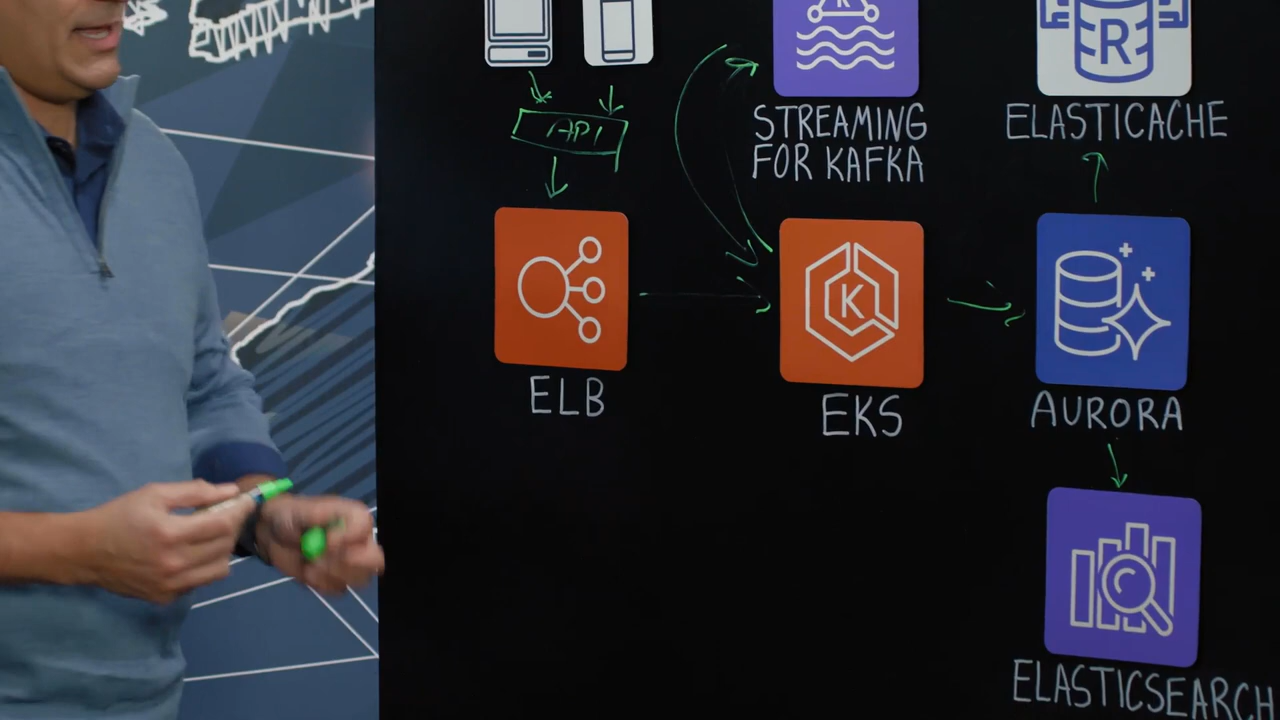 R
R
API
STREAMING
FOR KAFKA
ELASTICACHE
K
ELB
EKS
AURORA
ELASTICSEARCH